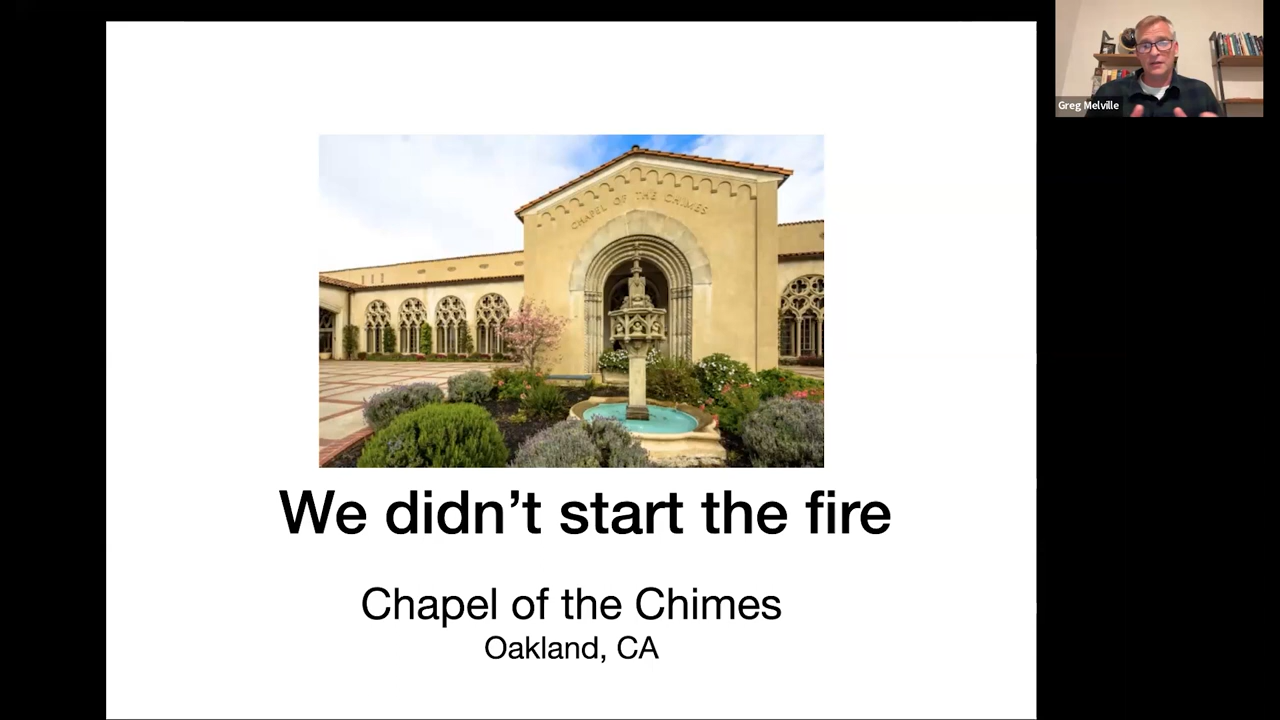 Greg Melville
CHAPEL OF THE CHIMES
We didn’t start the fire
Chapel of the Chimes
Oakland, CA